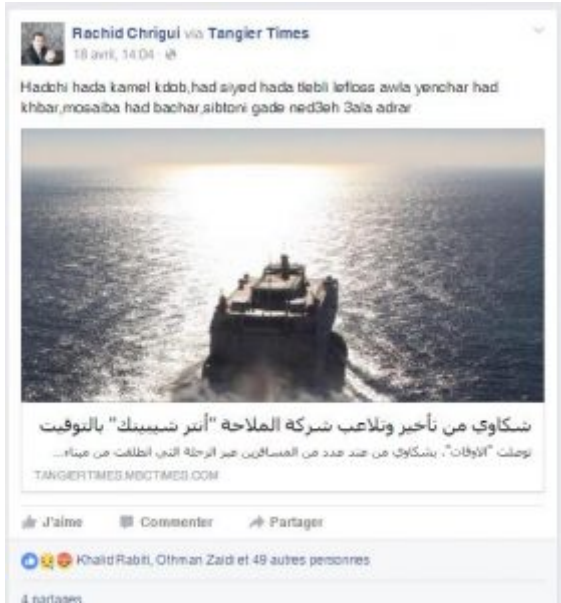 Rachid Chrigui via Tangier Times
18 avril, 14:04
Hadchi hada kamel kdob,had siyed hada tlebli lefloss awla yenchar had
khbar,mosaiba had bachar,sibtoni gade ned3eh 3ala adrar
شكاوي من تأخير وتلاعب شركة الملاحة "أنتر شيبينك" بالتوقيت
توصلت "الاوقات"، بشكاوي من عند عدد من المسافرين عبر الرحلة التي انطلقت من ميناء...
TANGIERTIMES.MBCTIMES.COM
J'aime Commenter Partager
Khalid Rabiti, Othman Zaidi et 49 autres personnes
4 partages